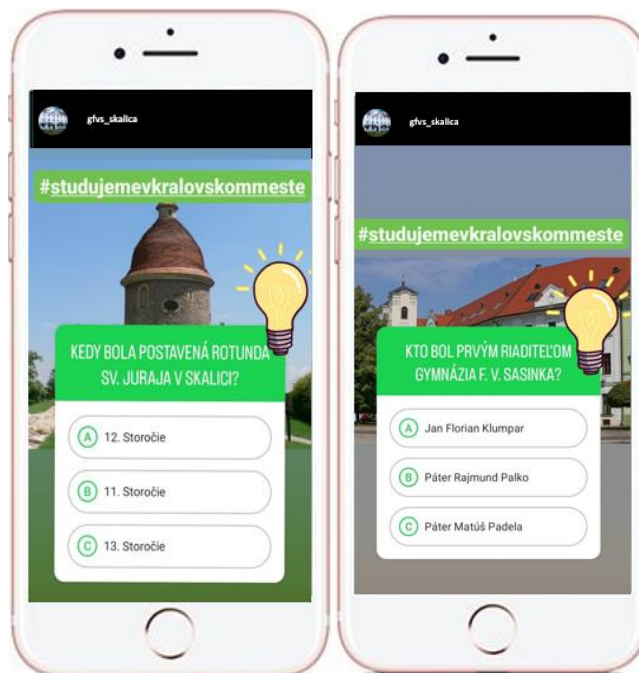 gfvs_skalica
#studujemevkralovskommeste
KEDY BOLA POSTAVENÁ ROTUNDA
SV. JURAJA V SKALICI?
A 12. Storočie
B 11. Storočie
C 13. Storočie
gfvs_skalica
#studujemevkralovskommeste
KTO BOL PRVÝM RIADITEĽOM
GYMNÁZIA F. V. SASINKA?
A Jan Florian Klumpar
B Páter Rajmund Palko
C Páter Matúš Padela